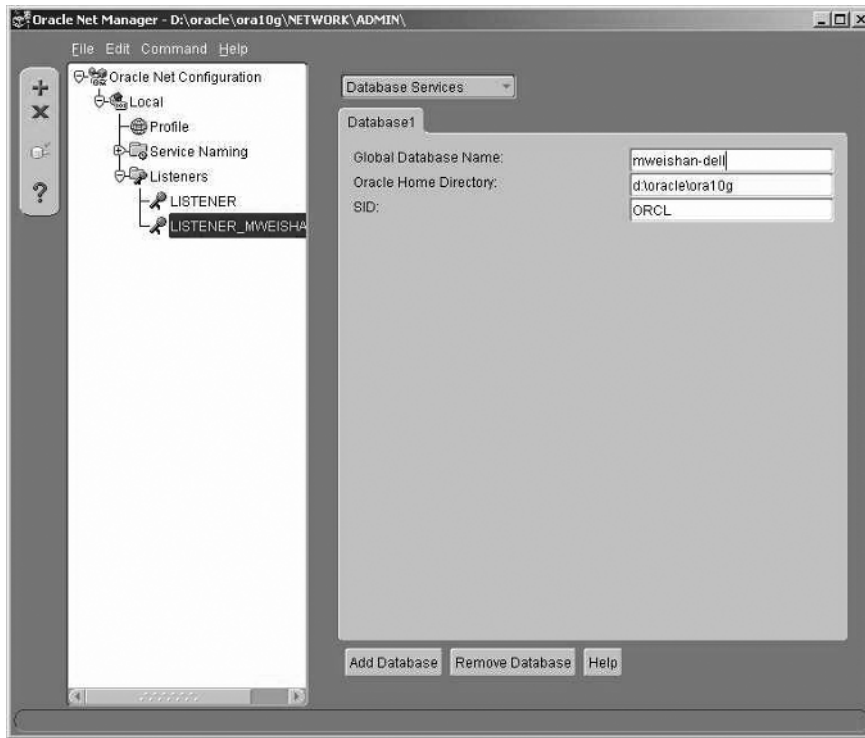 Oracle Net Manager - D:\oracle\ora10g\NETWORK\ADMIN\
File Edit Command Help
Oracle Net Configuration
Local
Profile
Service Naming
Listeners
LISTENER
LISTENER_MWEISHA
Database Services
Database1
Global Database Name: mweishan-dell
Oracle Home Directory: d:\oracle\ora10g
SID: ORCL
Add Database Remove Database Help